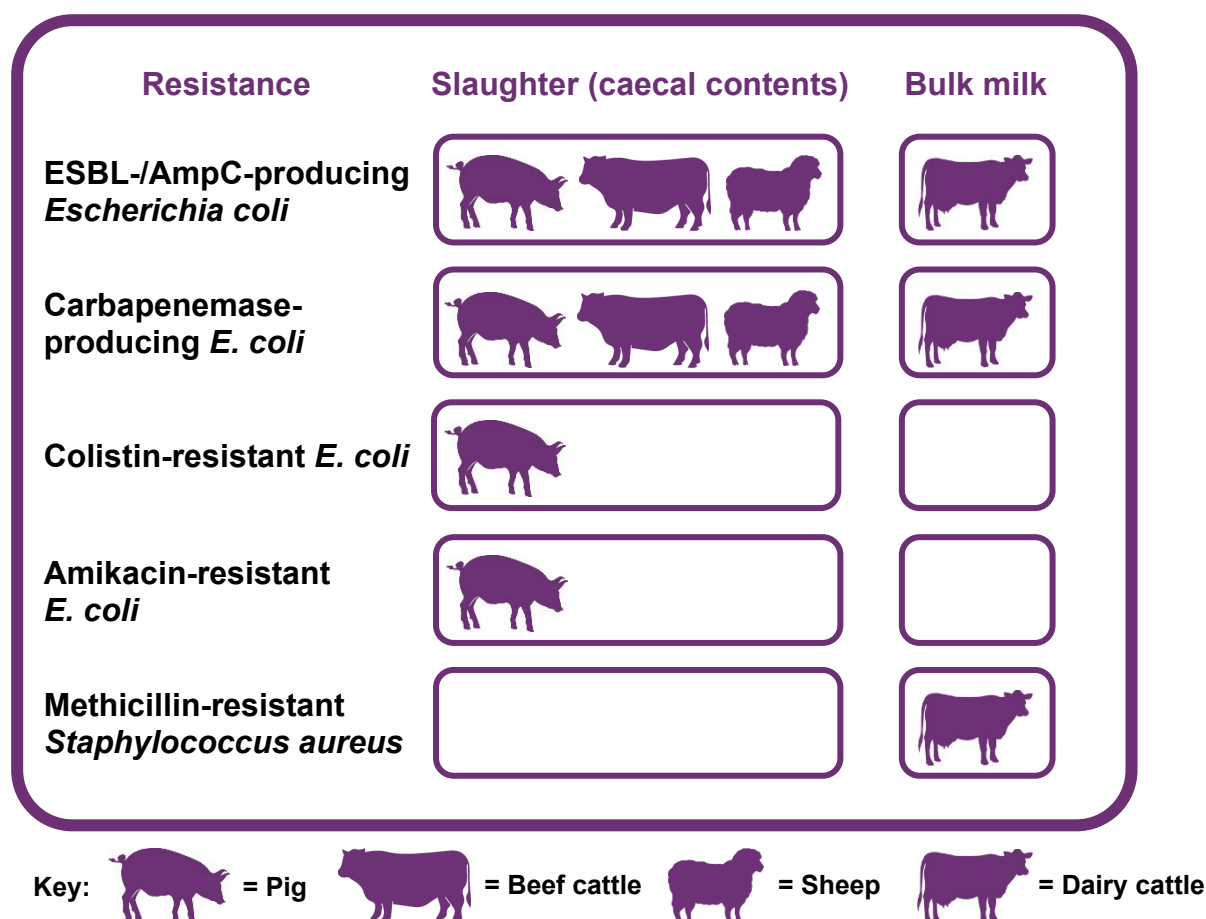 Resistance Slaughter (caecal contents) Bulk milk
ESBL-/AmpC-producing
Escherichia coli
Carbapenemase-
producing E. coli
Colistin-resistant E. coli
Amikacin-resistant
E. coli
Methicillin-resistant
Staphylococcus aureus
Key: = Pig = Beef cattle = Sheep = Dairy cattle